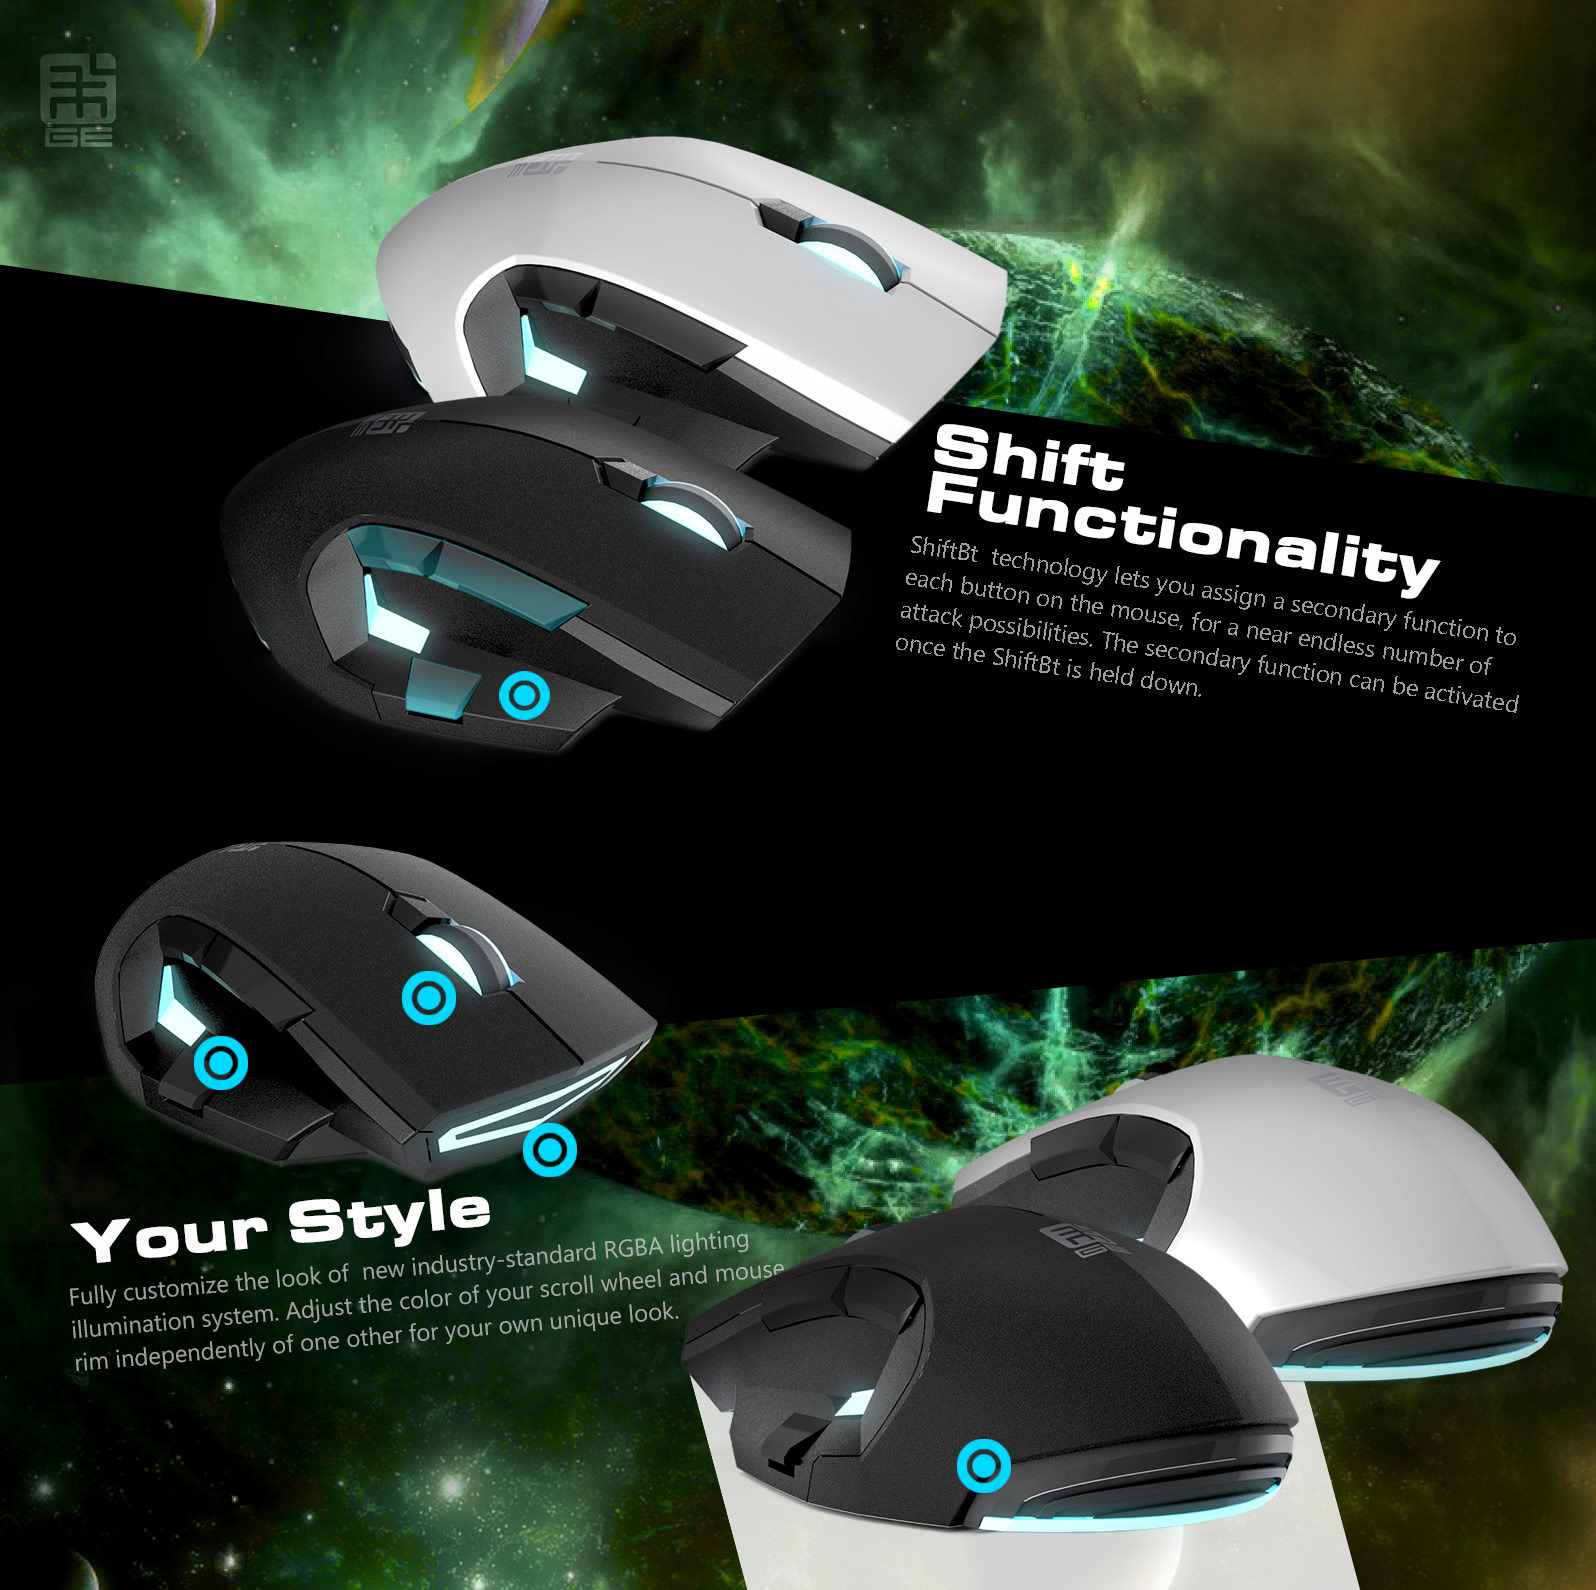 GE
Shift
Functionality
ShiftBt technology lets you assign a secondary function to
each button on the mouse, for a near endless number of
attack possibilities. The secondary function can be activated
once the ShiftBt is held down.
Your Style
Fully customize the look of new industry-standard RGBA lighting
illumination system. Adjust the color of your scroll wheel and mouse
rim independently of one other for your own unique look.